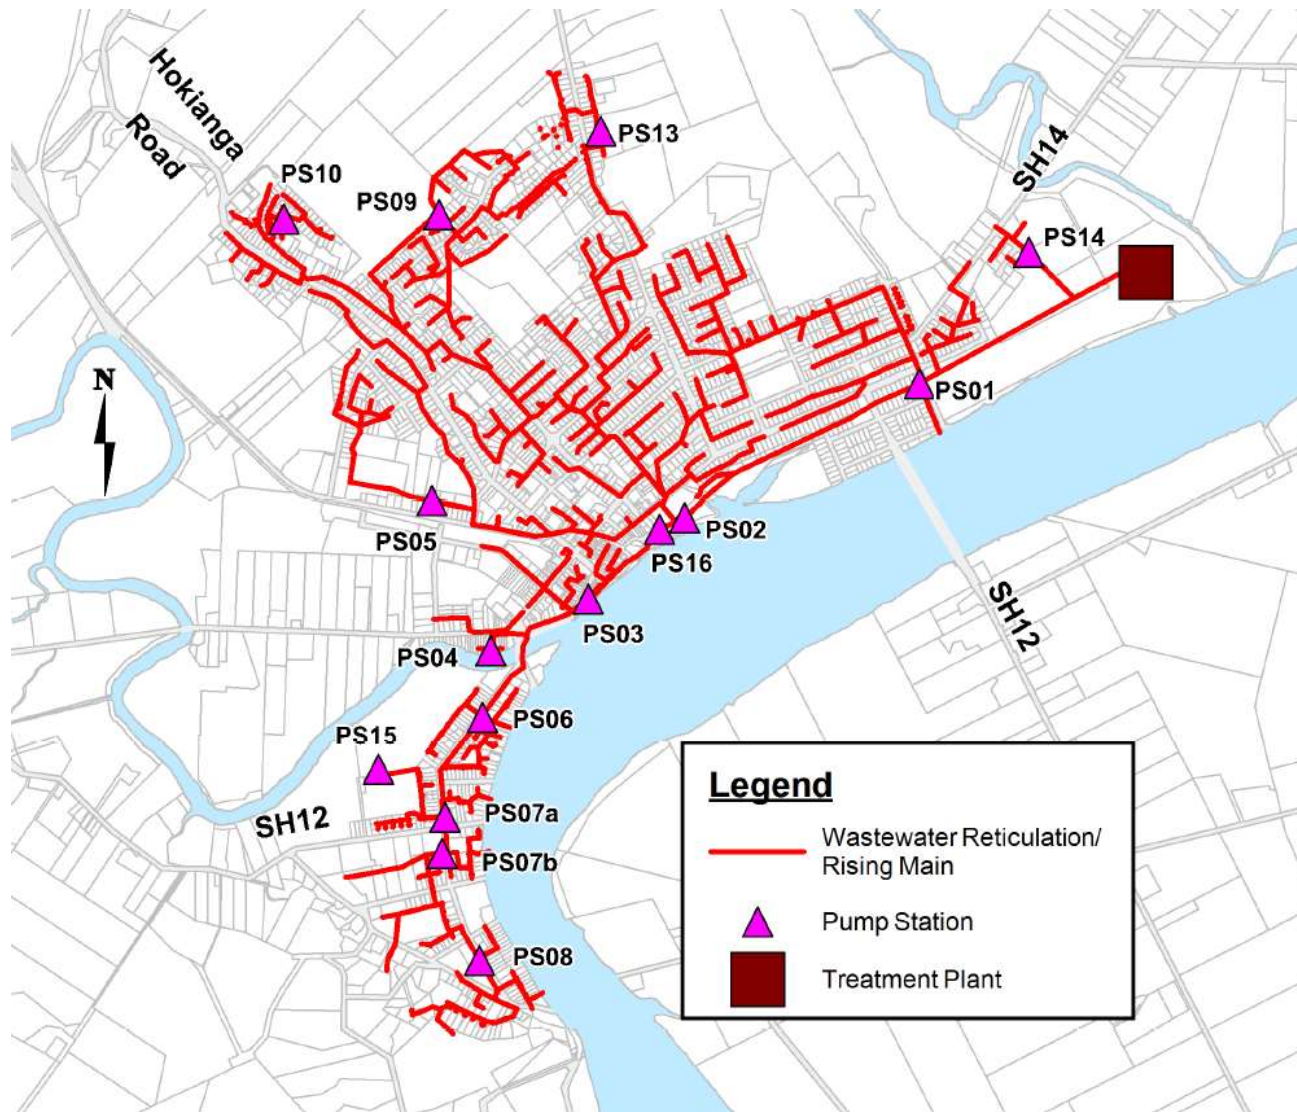 Hokianga
Road
PS10
PS09
PS13
SH14
PS14
PS01
N
PS05
PS02
PS16
PS03
SH12
PS04
PS06
PS15
PS07a
SH12
PS07b
PS08
Legend
Wastewater Reticulation/
Rising Main
Pump Station
Treatment Plant